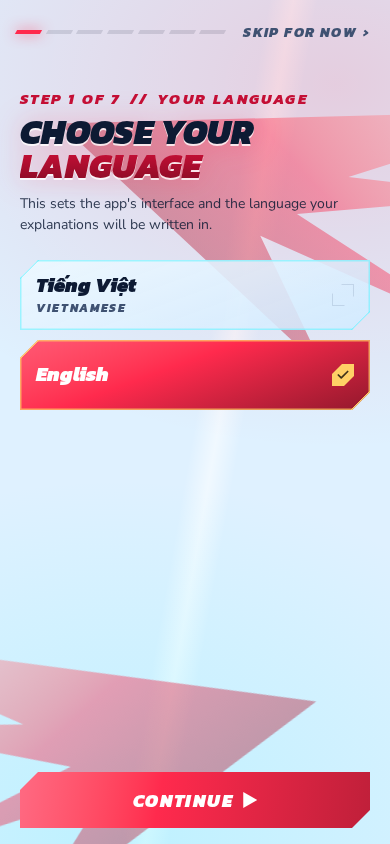 SKIP FOR NOW >
STEP 1 OF 7 // YOUR LANGUAGE
CHOOSE YOUR
LANGUAGE
This sets the app's interface and the language your
explanations will be written in.
Tiếng Việt
VIETNAMESE
English
CONTINUE ▶